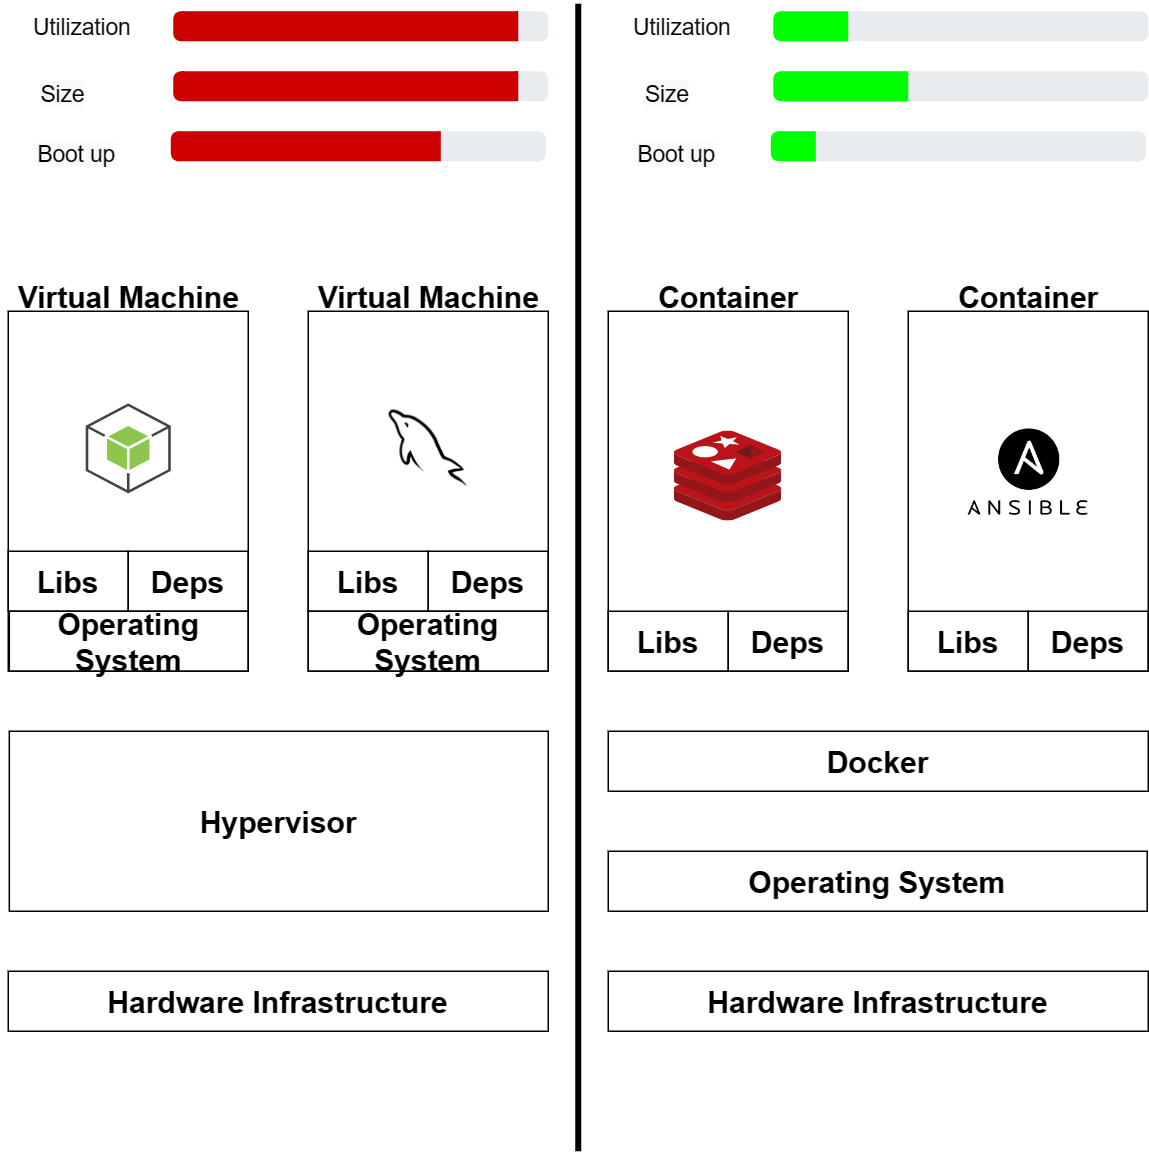 Utilization
Size
Boot up
Virtual Machine
Virtual Machine
Libs
Deps
Libs
Deps
Operating
System
Operating
System
Hypervisor
Hardware Infrastructure
Utilization
Size
Boot up
Container
Container
ANSIBLE
Libs
Deps
Libs
Deps
Docker
Operating System
Hardware Infrastructure